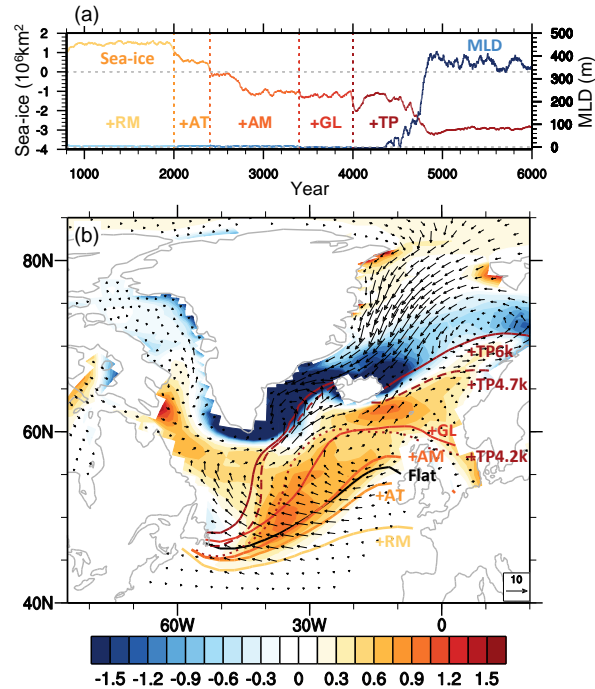 (a)
Sea-ice (10⁶km²)
2
1
0
-1
-2
-3
-4
Sea-ice
MLD
+RM
+AT
+AM
+GL
+TP
500
400
300
200
100
0
MLD (m)
1000
2000
3000
4000
5000
6000
Year
(b)
80N
60N
40N
+TP6k
+TP4.7k
+GL
+TP4.2k
+AM
Flat
+AT
+RM
10
60W
30W
0
-1.5
-1.2
-0.9
-0.6
-0.3
0
0.3
0.6
0.9
1.2
1.5